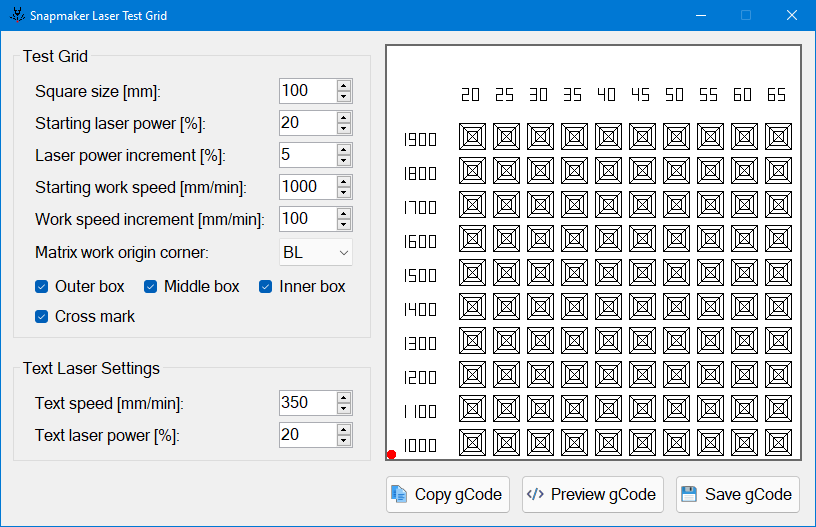 Snapmaker Laser Test Grid
Test Grid
Square size [mm]: 100
Starting laser power [%]: 20
Laser power increment [%]: 5
Starting work speed [mm/min]: 1000
Work speed increment [mm/min]: 100
Matrix work origin corner: BL
Outer box Middle box Inner box
Cross mark
Text Laser Settings
Text speed [mm/min]: 350
Text laser power [%]: 20
20 25 30 35 40 45 50 55 60 65
1900
1800
1700
1600
1500
1400
1300
1200
1100
1000
Copy gCode </> Preview gCode Save gCode